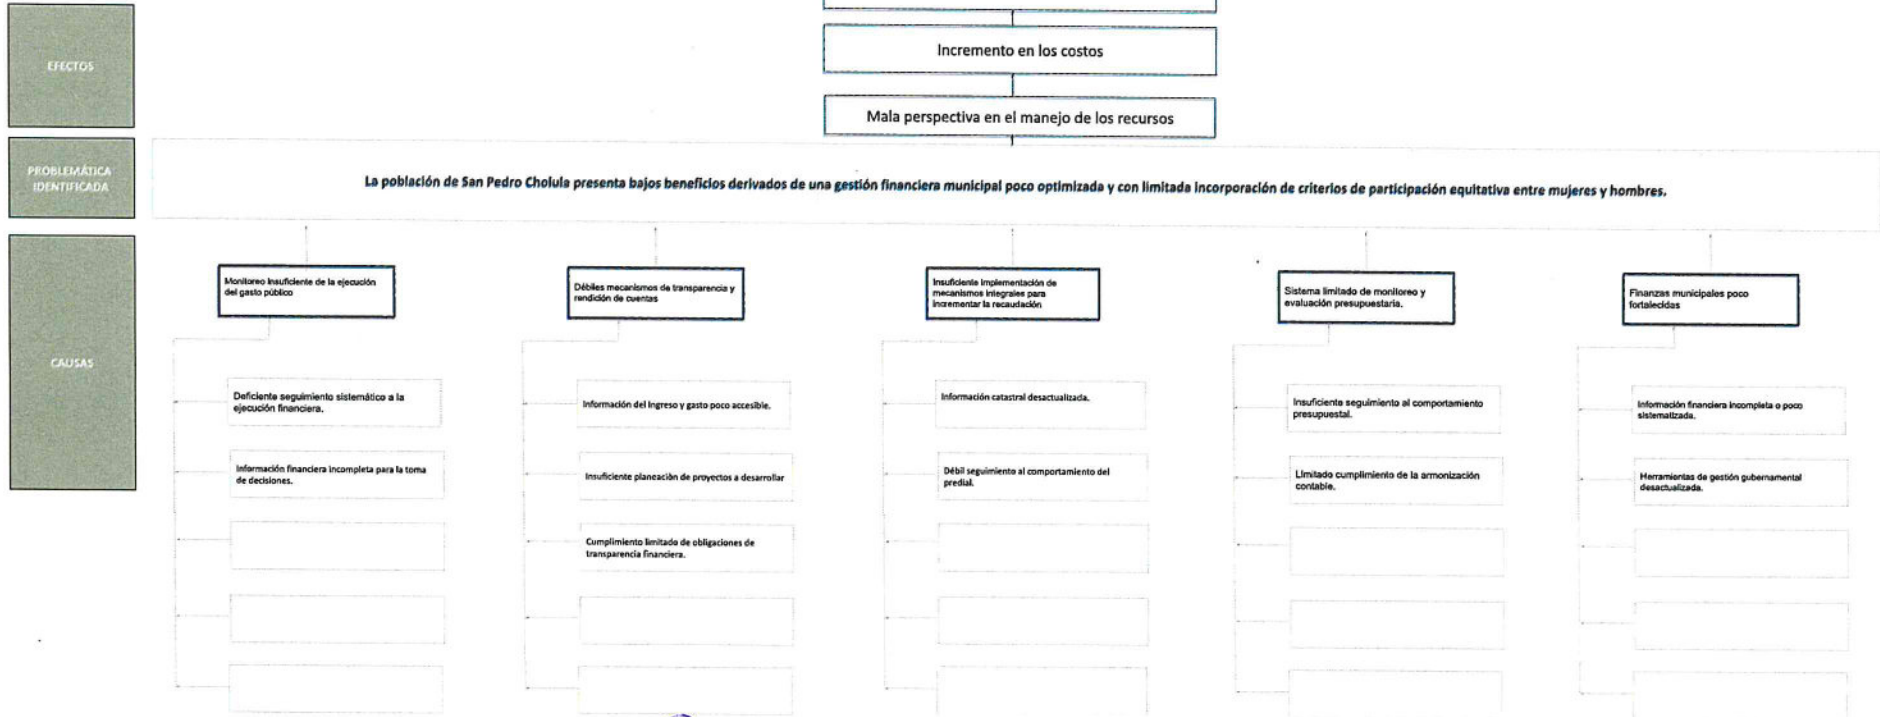 EFECTOS
Incremento en los costos
Mala perspectiva en el manejo de los recursos
PROBLEMÁTICA
IDENTIFICADA
La población de San Pedro Cholula presenta bajos beneficios derivados de una gestión financiera municipal poco optimizada y con limitada incorporación de criterios de participación equitativa entre mujeres y hombres.
CAUSAS
Monitoreo Insuficiente de la ejecución
del gasto público
Deficiente seguimiento sistemático a la
ejecución financiera.
Información financiera incompleta para la toma
de decisiones.
Débiles mecanismos de transparencia y
rendición de cuentas
Información del Ingreso y gasto poco accesible.
Insuficiente planeación de proyectos a desarrollar
Cumplimiento limitado de obligaciones de
transparencia financiera.
Insuficiente Implementación de
mecanismos integrales para
incrementar la recaudación
Información catastral desactualizada.
Débil seguimiento al comportamiento del
predial.
Sistema limitado de monitoreo y
evaluación presupuestaria.
Insuficiente seguimiento al comportamiento
presupuestal.
Limitado cumplimiento de la armonización
contable.
Finanzas municipales poco
fortalecidas
Información financiera incompleta o poco
sistematizada.
Herramientas de gestión gubernamental
desactualizada.